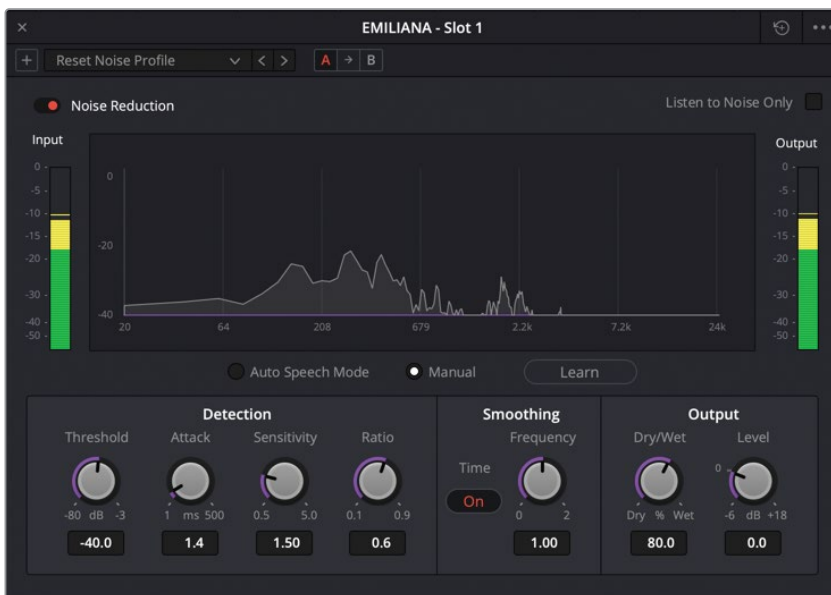 EMILIANA - Slot 1
Reset Noise Profile
A
B
Noise Reduction
Listen to Noise Only
Input
Output
0
-5
-10
-15
-20
-30
-40
-50
0
-20
-40
20 64 208 679 2.2k 7.2k 24k
0
-5
-10
-15
-20
-30
-40
-50
Auto Speech Mode
Manual
Learn
Detection
Threshold Attack Sensitivity Ratio
-80 dB -3 1 ms 500 0.5 5.0 0.1 0.9
-40.0 1.4 1.50 0.6
Smoothing
Frequency
Time
On
0 2
1.00
Output
Dry/Wet Level
0
Dry % Wet -6 dB +18
80.0 0.0